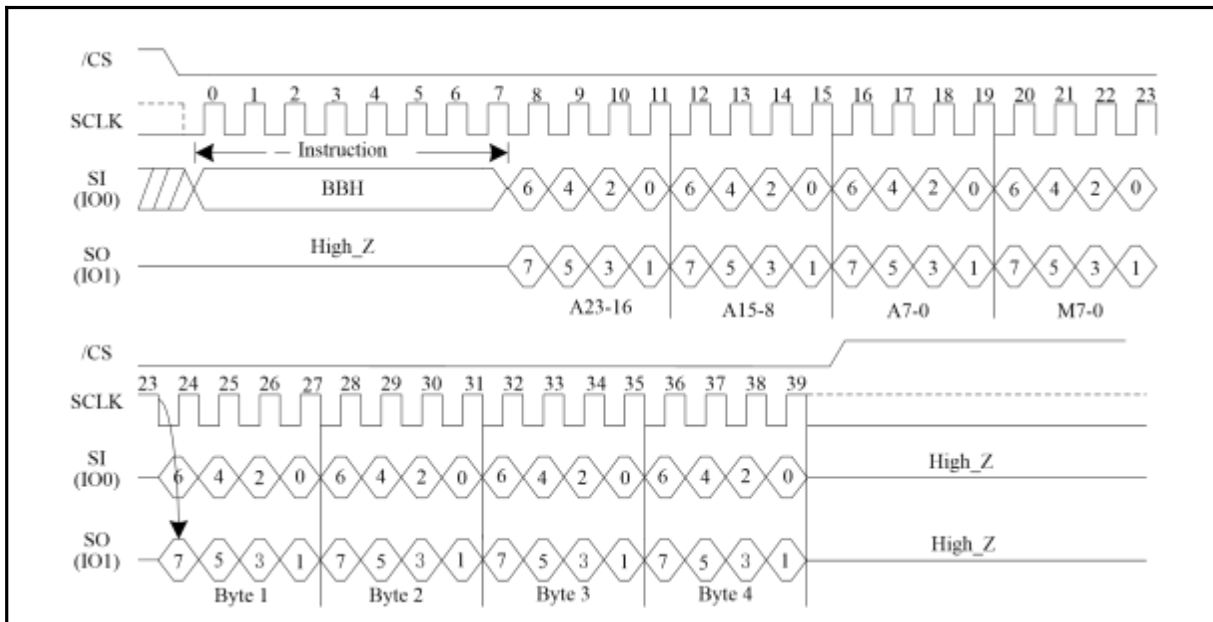 /CS
0 1 2 3 4 5 6 7 8 9 10 11 12 13 14 15 16 17 18 19 20 21 22 23
SCLK
Instruction
SI
(IO0)
BBH
6 4 2 0 6 4 2 0 6 4 2 0 6 4 2 0
High_Z
SO
(IO1)
7 5 3 1 7 5 3 1 7 5 3 1 7 5 3 1
A23-16 A15-8 A7-0 M7-0
/CS
23 24 25 26 27 28 29 30 31 32 33 34 35 36 37 38 39
SCLK
SI
(IO0)
6 4 2 0 6 4 2 0 6 4 2 0 6 4 2 0
High_Z
SO
(IO1)
7 5 3 1 7 5 3 1 7 5 3 1 7 5 3 1
High_Z
Byte 1 Byte 2 Byte 3 Byte 4